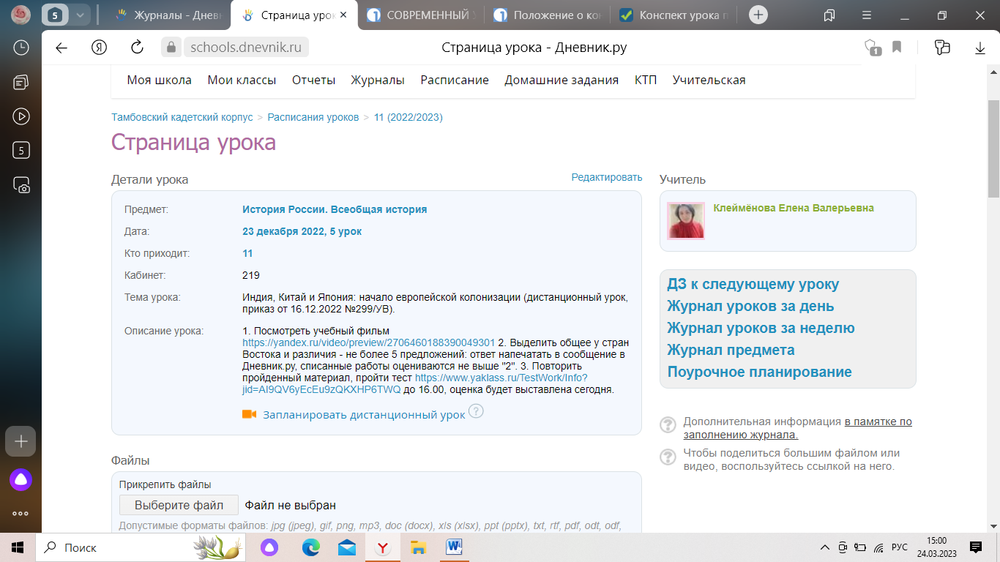 5
Журналы - Дне
Страница урок
СОВРЕМЕННЫЙ
Положение о ко
Конспект урока п
schools.dnevnik.ru
Страница урока - Дневник.ру
1
Моя школа Мои классы Отчеты Журналы Расписание Домашние задания КТП Учительская
Тамбовский кадетский корпус > Расписания уроков > 11 (2022/2023)
Страница урока
Детали урока
Редактировать
Предмет: История России. Всеобщая история
Дата: 23 декабря 2022, 5 урок
Кто приходит: 11
Кабинет: 219
Тема урока: Индия, Китай и Япония: начало европейской колонизации (дистанционный урок,
приказ от 16.12.2022 №299/УВ).
Описание урока: 1. Посмотреть учебный фильм
https://yandex.ru/video/preview/2706460188390049301 2. Выделить общее у стран
Востока и различия - не более 5 предложений: ответ напечатать в сообщение в
Дневник.ру, списанные работы оцениваются не выше "2". 3. Повторить
пройденный материал, пройти тест https://www.yaklass.ru/TestWork/Info?
jid=AI9QV6yEcEu9zQKXHP6TWQ до 16.00, оценка будет выставлена сегодня.
Запланировать дистанционный урок ?
Файлы
Прикрепить файлы
Выберите файл Файл не выбран
Допустимые форматы файлов: jpg (jpeg), gif, png, mp3, doc (docx), xls (xlsx), ppt (pptx), txt, rtf, pdf, odt, odf,
Учитель
Клеймёнова Елена Валерьевна
ДЗ к следующему уроку
Журнал уроков за день
Журнал уроков за неделю
Журнал предмета
Поурочное планирование
? Дополнительная информация в памятке по
заполнению журнала.
? Чтобы поделиться большим файлом или
видео, воспользуйтесь ссылкой на него.
5
Поиск
РУС
15:00
24.03.2023